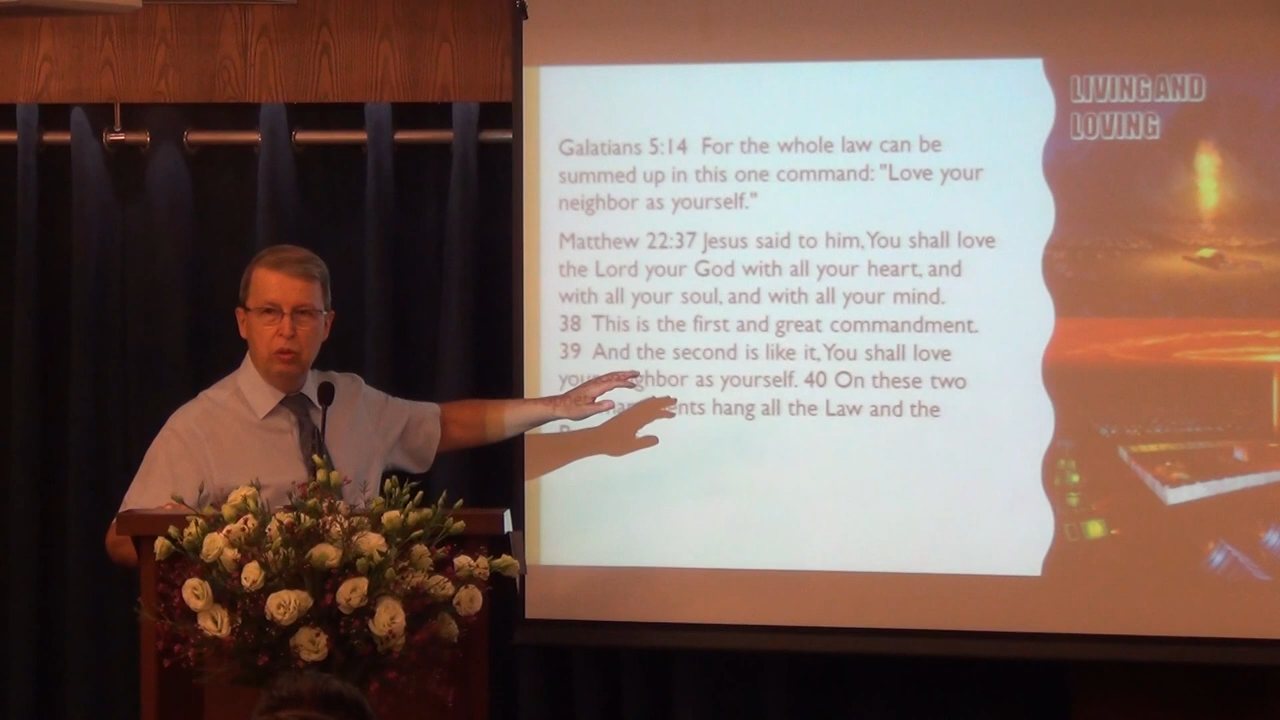 LIVING AND
LOVING
Galatians 5:14 For the whole law can be
summed up in this one command: "Love your
neighbor as yourself."
Matthew 22:37 Jesus said to him, You shall love
the Lord your God with all your heart, and
with all your soul, and with all your mind.
38 This is the first and great commandment.
39 And the second is like it, You shall love
your neighbor as yourself. 40 On these two
hang all the Law and the